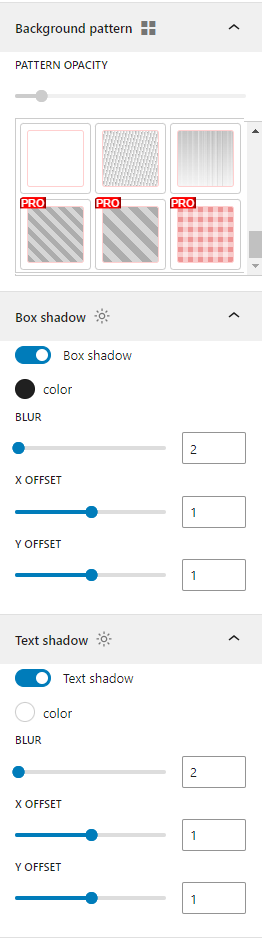 Background pattern
PATTERN OPACITY
PRO PRO PRO
Box shadow
Box shadow
color
BLUR
2
X OFFSET
1
Y OFFSET
1
Text shadow
Text shadow
color
BLUR
2
X OFFSET
1
Y OFFSET
1